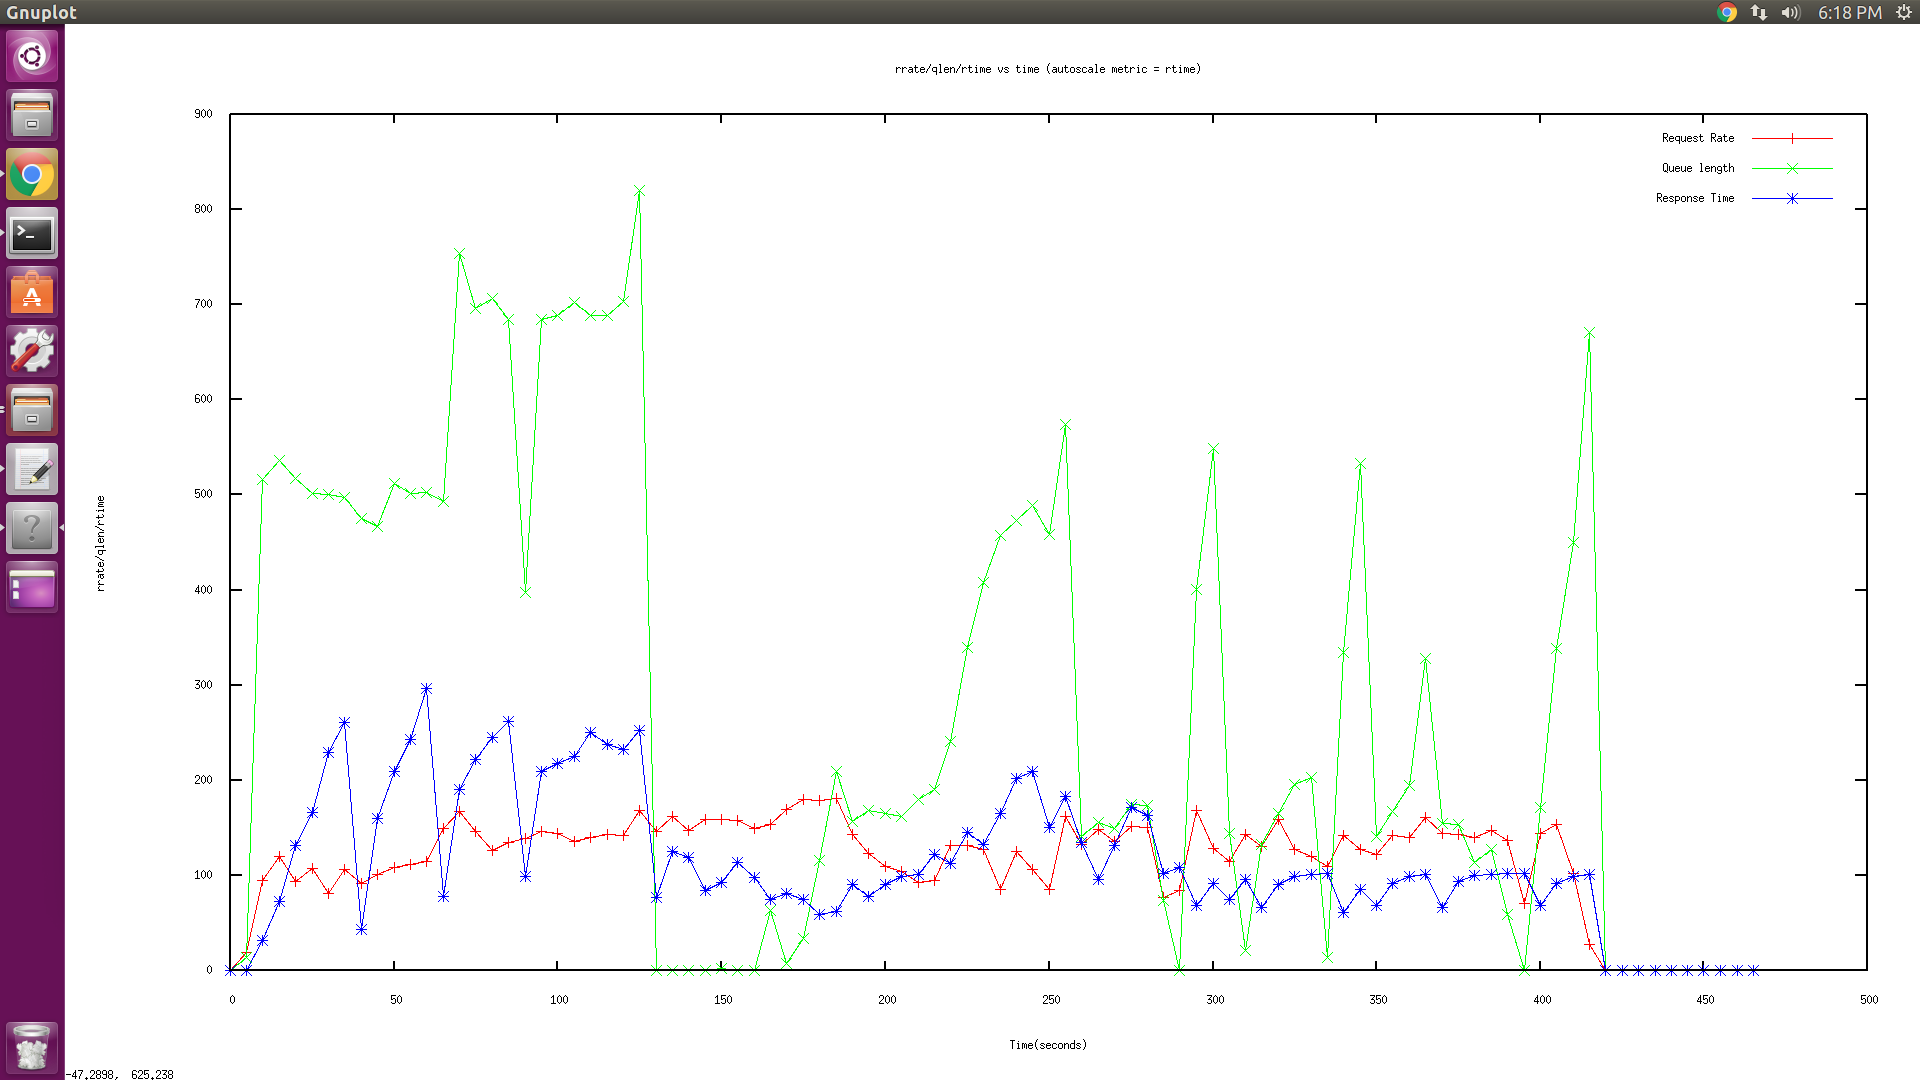 Gnuplot
6:18 PM
rrate/qlen/rtime vs time (autoscale metric = rtime)
900
800
700
600
500
400
300
200
100
0
Request Rate
Queue length
Response Time
rrate/qlen/rtime
0 50 100 150 200 250 300 350 400 450 500
Time(seconds)
-47.2898, 625.238